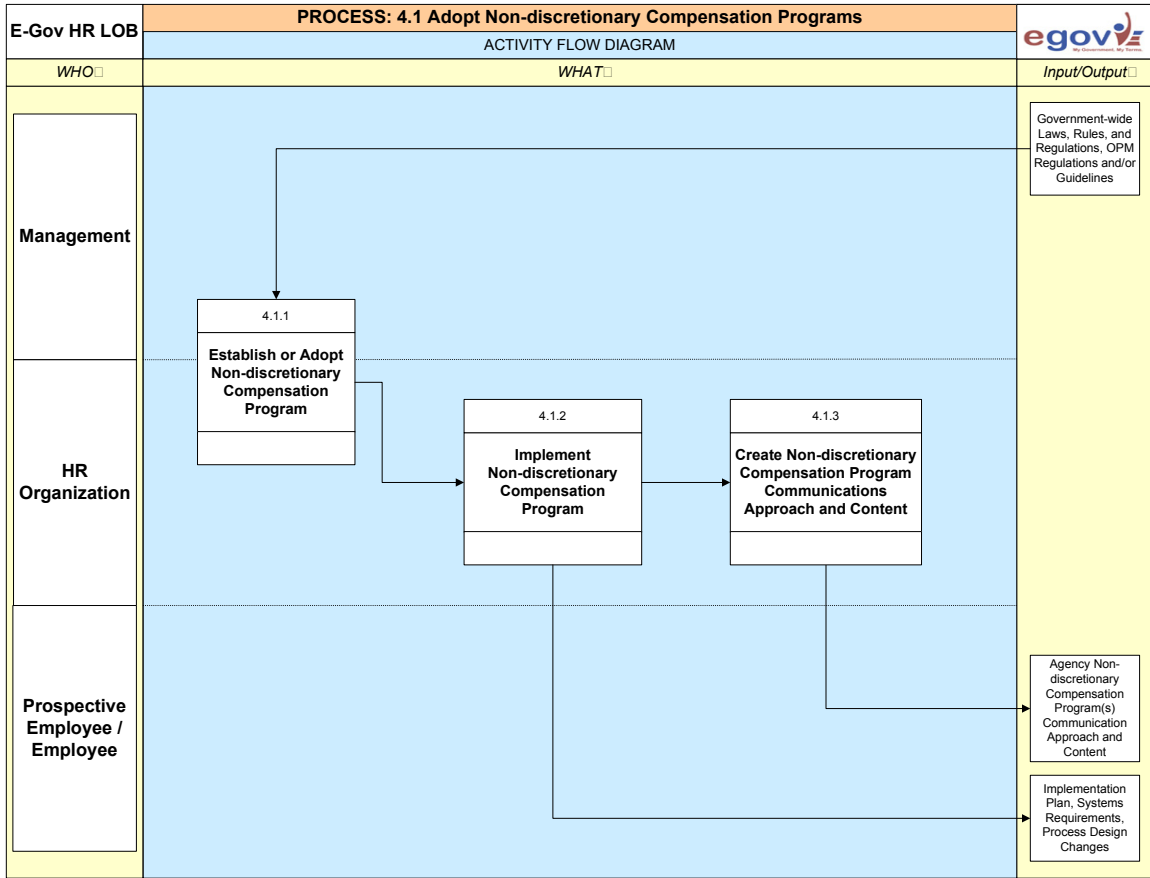 E-Gov HR LOB
PROCESS: 4.1 Adopt Non-discretionary Compensation Programs
ACTIVITY FLOW DIAGRAM
egov
My Government. My Terms.
WHO□
WHAT□
Input/Output□
Government-wide
Laws, Rules, and
Regulations, OPM
Regulations and/or
Guidelines
Management
4.1.1
Establish or Adopt
Non-discretionary
Compensation
Program
HR
Organization
4.1.2
Implement
Non-discretionary
Compensation
Program
4.1.3
Create Non-discretionary
Compensation Program
Communications
Approach and Content
Prospective
Employee /
Employee
Agency Non-
discretionary
Compensation
Program(s)
Communication
Approach and
Content
Implementation
Plan, Systems
Requirements,
Process Design
Changes